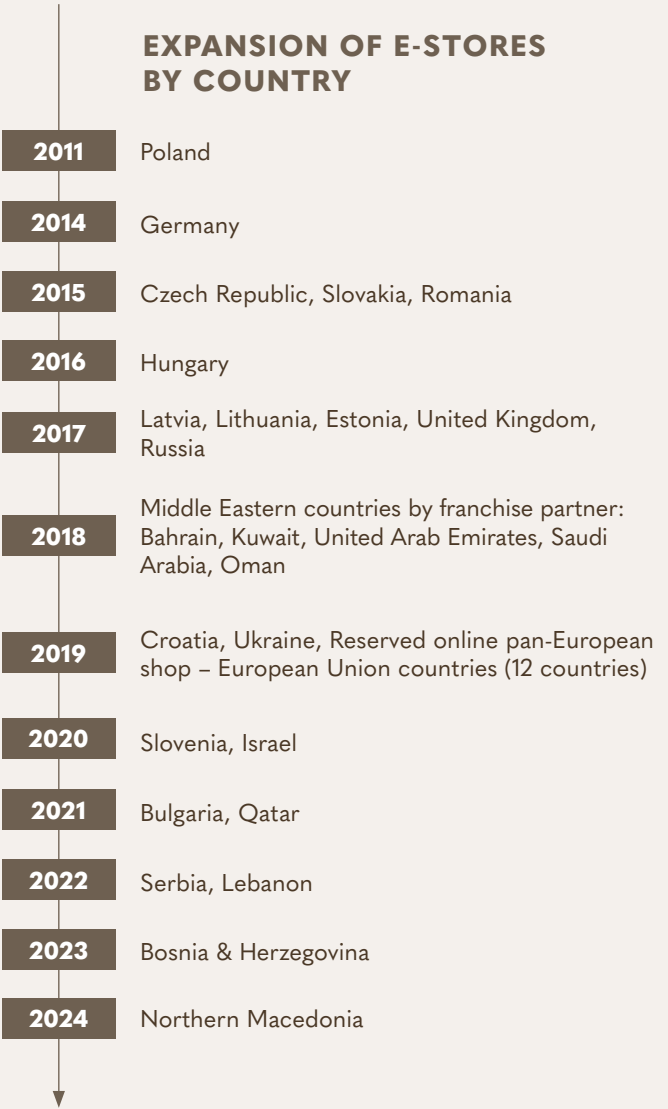 EXPANSION OF E-STORES
BY COUNTRY
2011
Poland
2014
Germany
2015
Czech Republic, Slovakia, Romania
2016
Hungary
2017
Latvia, Lithuania, Estonia, United Kingdom,
Russia
2018
Middle Eastern countries by franchise partner:
Bahrain, Kuwait, United Arab Emirates, Saudi
Arabia, Oman
2019
Croatia, Ukraine, Reserved online pan-European
shop – European Union countries (12 countries)
2020
Slovenia, Israel
2021
Bulgaria, Qatar
2022
Serbia, Lebanon
2023
Bosnia & Herzegovina
2024
Northern Macedonia